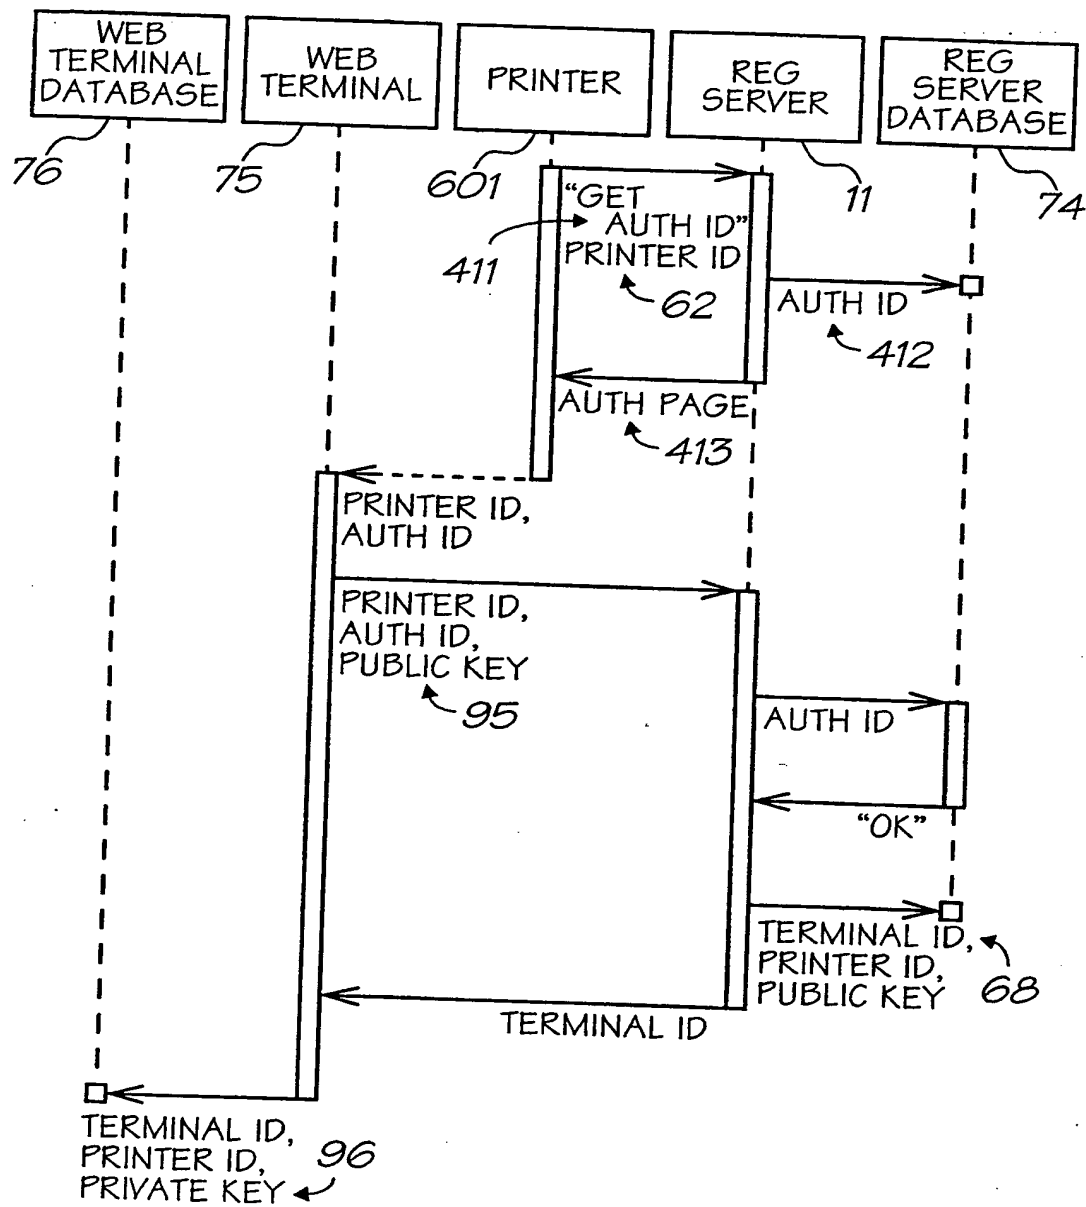 WEB
TERMINAL
DATABASE
WEB
TERMINAL
PRINTER
REG
SERVER
REG
SERVER
DATABASE
76
75
601
11
74
"GET
AUTH ID"
PRINTER ID
411
62
AUTH ID
412
AUTH PAGE
413
PRINTER ID,
AUTH ID
PRINTER ID,
AUTH ID,
PUBLIC KEY
95
AUTH ID
"OK"
TERMINAL ID,
PRINTER ID,
PUBLIC KEY
68
TERMINAL ID
TERMINAL ID,
PRINTER ID,
PRIVATE KEY
96